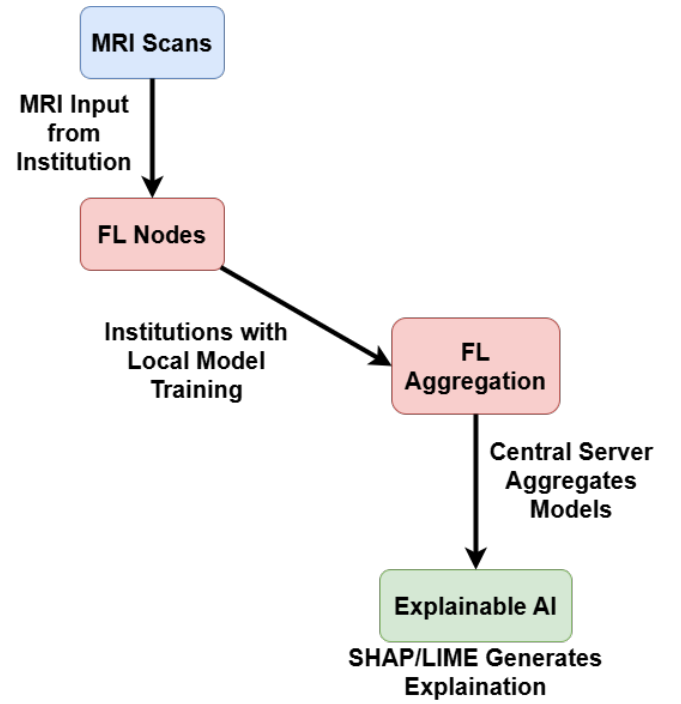 MRI Scans
MRI Input
from
Institution
FL Nodes
Institutions with
Local Model
Training
FL
Aggregation
Central Server
Aggregates
Models
Explainable AI
SHAP/LIME Generates
Explaination